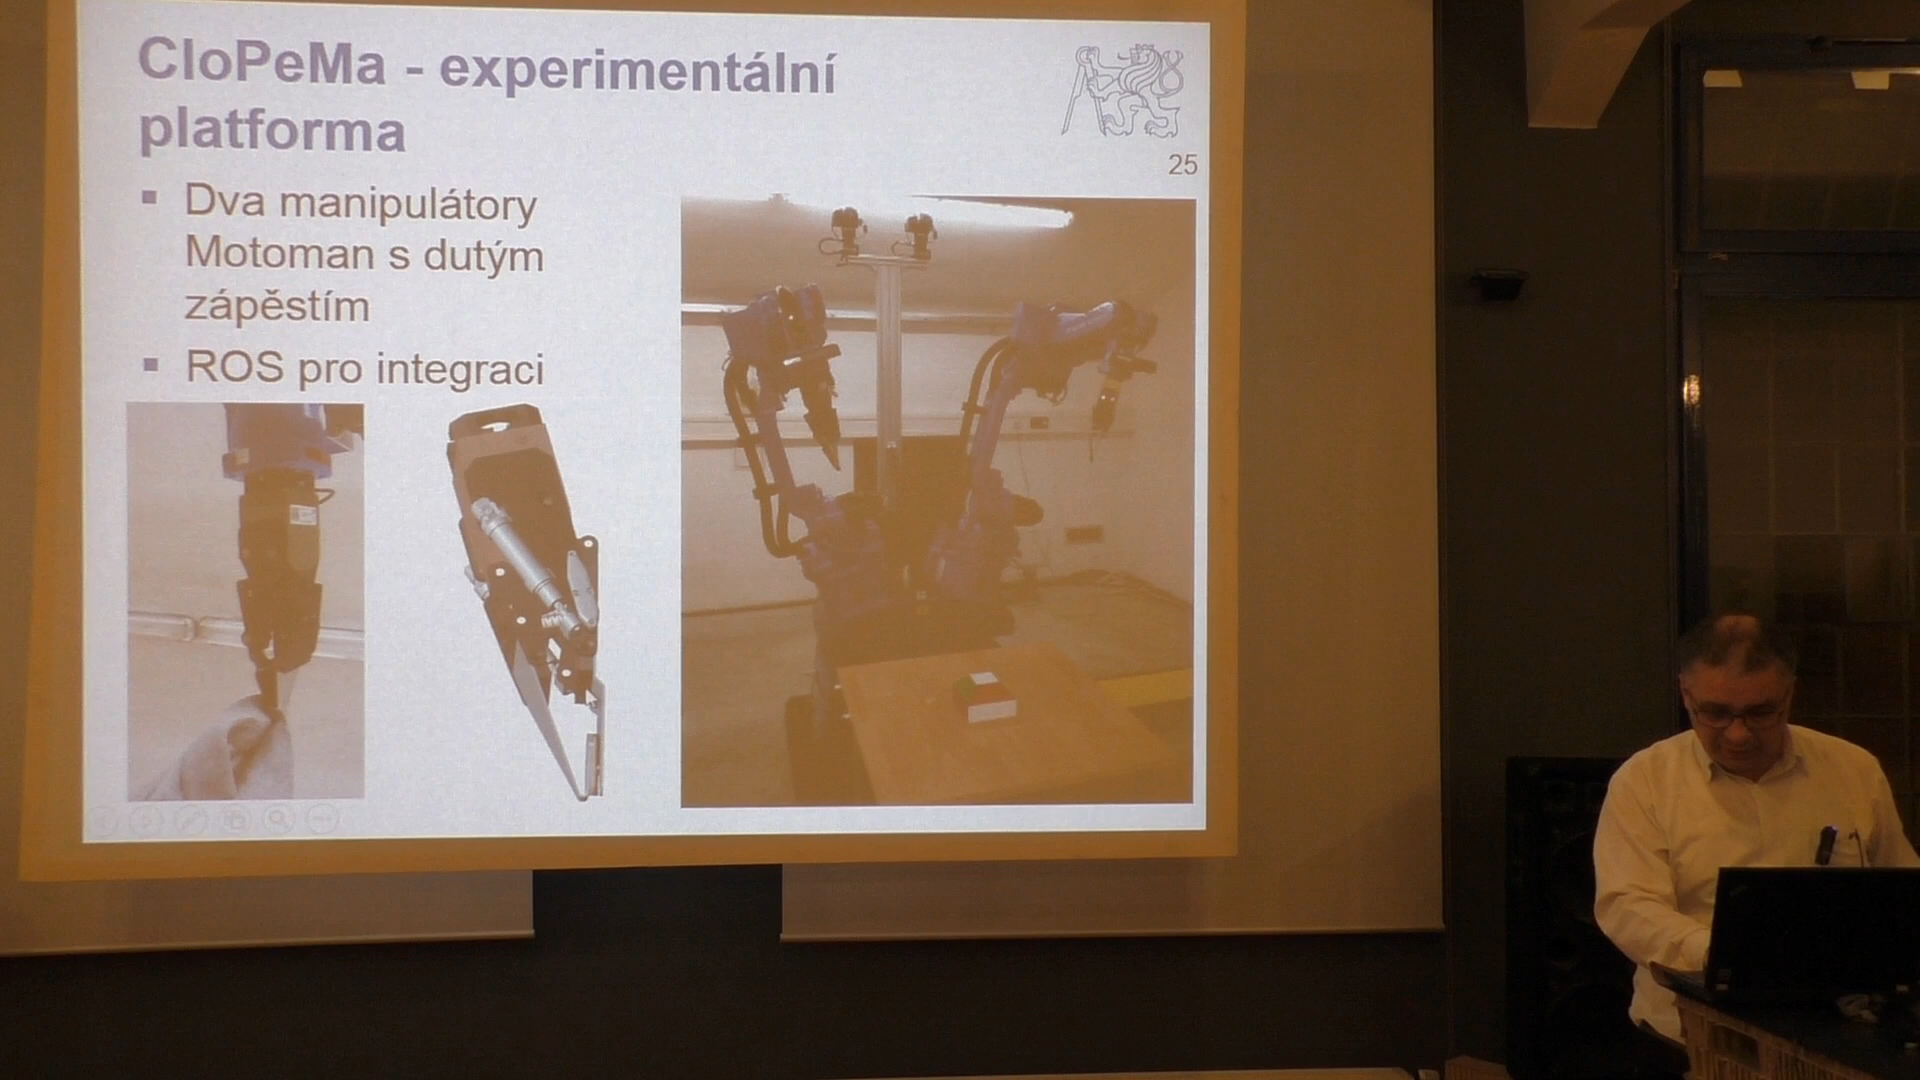 CloPeMa - experimentální
platforma
25
▪ Dva manipulátory
Motoman s dutým
zápěstím
▪ ROS pro integraci